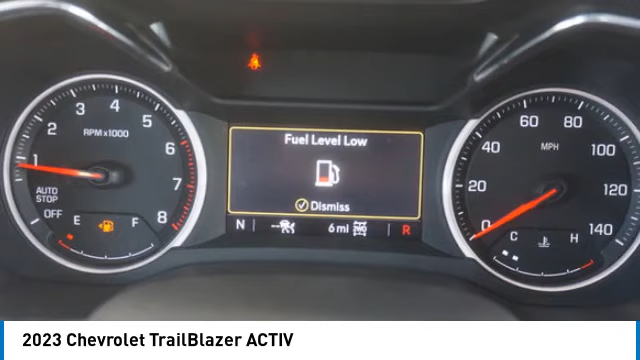 1 2 3 4 5 6 7 8
RPM x1000
AUTO
STOP
OFF
E F
Fuel Level Low
Dismiss
N 6 mi R
0 20 40 60 80 100 120 140
MPH
C H
2023 Chevrolet TrailBlazer ACTIV